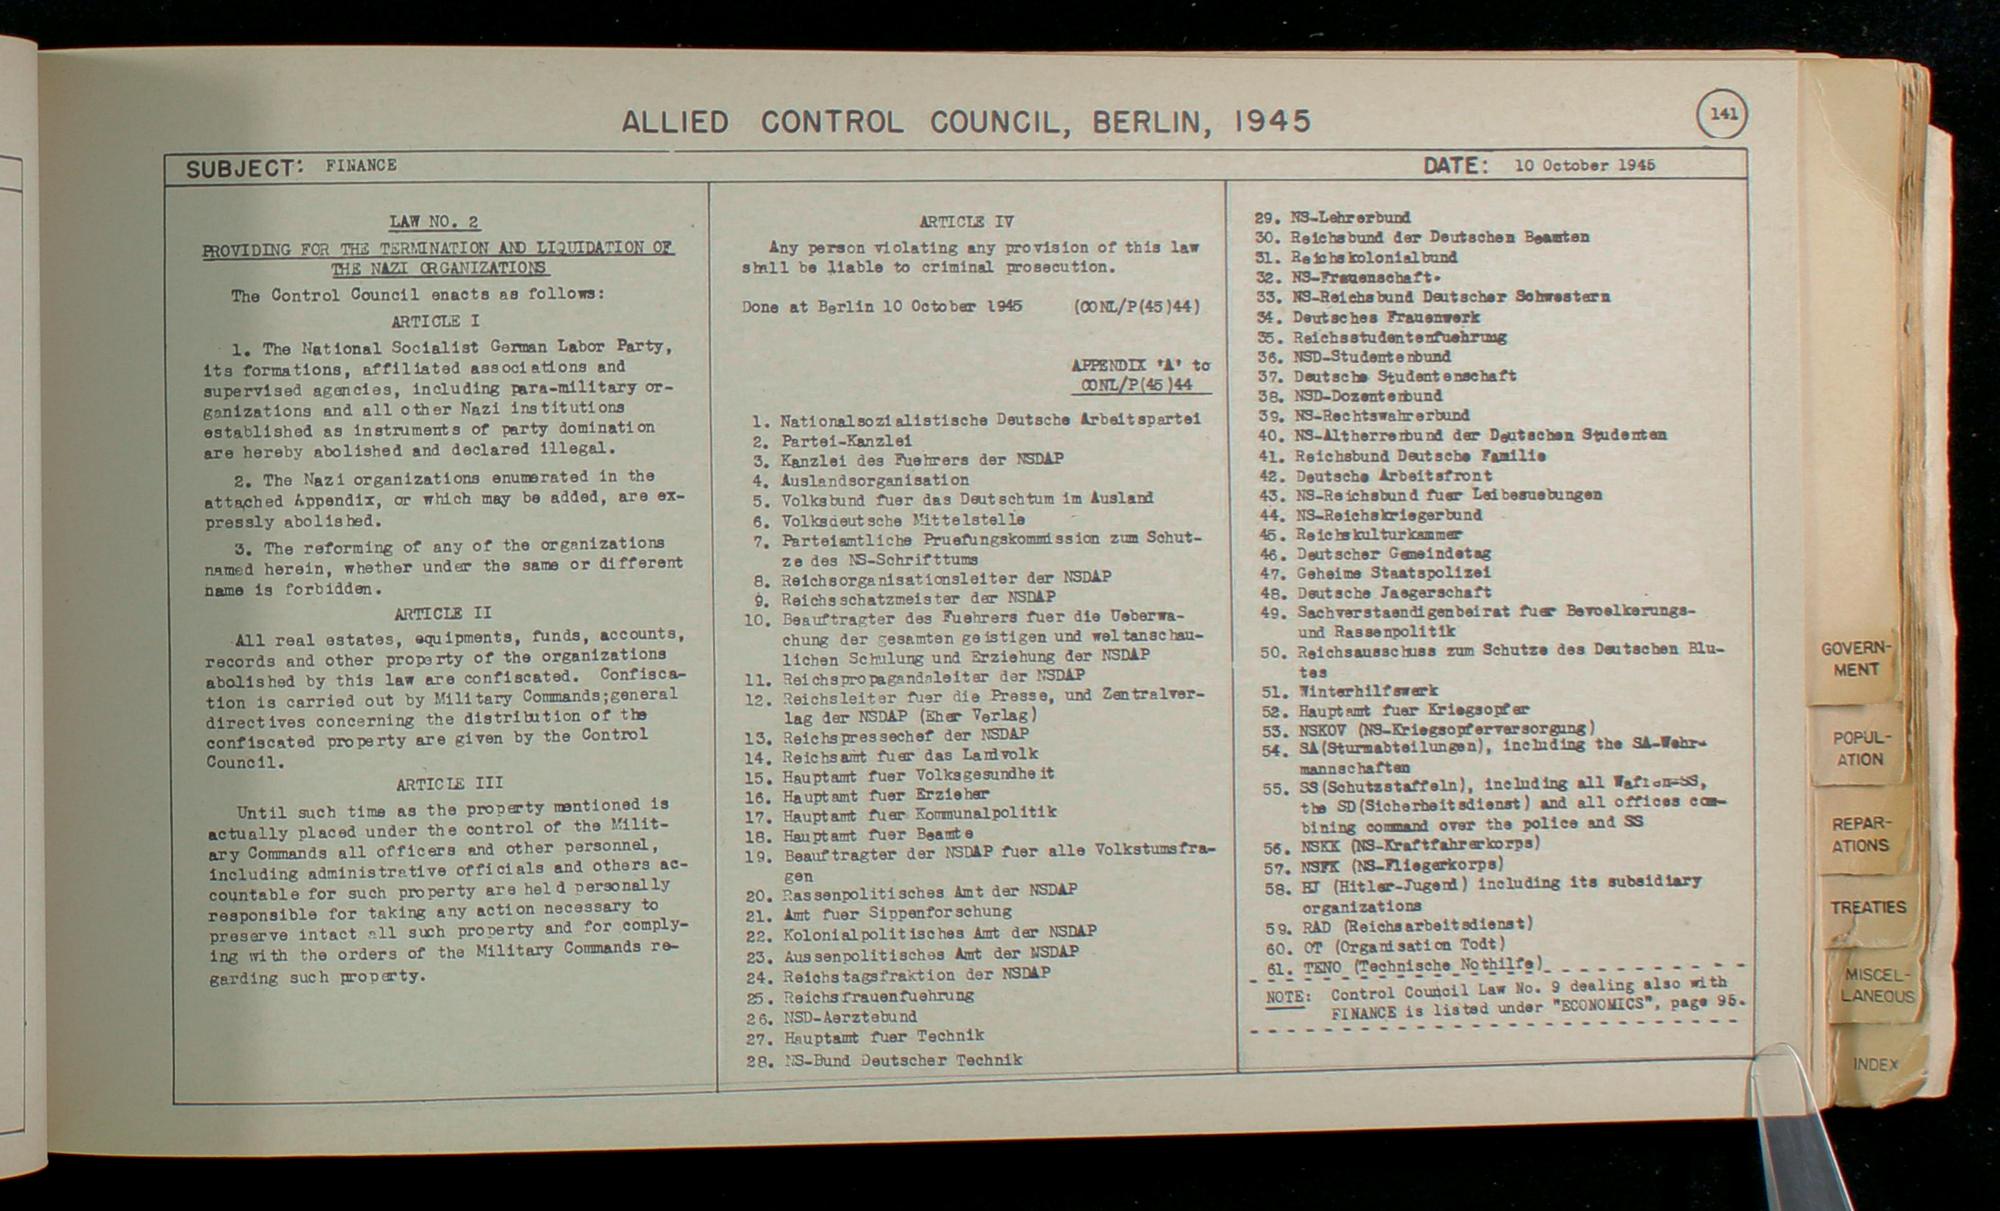 ALLIED CONTROL COUNCIL, BERLIN, 1945
141
SUBJECT: FINANCE
DATE: 10 October 1945
LAW NO. 2
PROVIDING FOR THE TERMINATION AND LIQUIDATION OF
THE NAZI ORGANIZATIONS
The Control Council enacts as follows:
ARTICLE I
1. The National Socialist German Labor Party,
its formations, affiliated associations and
supervised agencies, including para-military or-
ganizations and all other Nazi institutions
established as instruments of party domination
are hereby abolished and declared illegal.
2. The Nazi organizations enumerated in the
attached Appendix, or which may be added, are ex-
pressly abolished.
3. The reforming of any of the organizations
named herein, whether under the same or different
name is forbidden.
ARTICLE II
All real estates, equipments, funds, accounts,
records and other property of the organizations
abolished by this law are confiscated. Confisca-
tion is carried out by Military Commands;general
directives concerning the distribution of the
confiscated property are given by the Control
Council.
ARTICLE III
Until such time as the property mentioned is
actually placed under the control of the Milit-
ary Commands all officers and other personnel,
including administrative officials and others ac-
countable for such property are held personally
responsible for taking any action necessary to
preserve intact all such property and for comply-
ing with the orders of the Military Commands re-
garding such property.
ARTICLE IV
Any person violating any provision of this law
shall be liable to criminal prosecution.
Done at Berlin 10 October 1945 (CONL/P(45)44)
APPENDIX 'A' to
CONL/P(45)44
1. Nationalsozialistische Deutsche Arbeitspartei
2. Partei-Kanzlei
3. Kanzlei des Fuehrers der NSDAP
4. Auslandsorganisation
5. Volksbund fuer das Deutschtum im Ausland
6. Volksdeutsche Mittelstelle
7. Parteiamtliche Pruefungskommission zum Schut-
ze des NS-Schrifttums
8. Reichsorganisationsleiter der NSDAP
9. Reichsschatzmeister der NSDAP
10. Beauftragter des Fuehrers fuer die Ueberwa-
chung der gesamten geistigen und weltanschau-
lichen Schulung und Erziehung der NSDAP
11. Reichspropagandaleiter der NSDAP
12. Reichsleiter fuer die Presse, und Zentralver-
lag der NSDAP (Eher Verlag)
13. Reichspressechef der NSDAP
14. Reichsamt fuer das Landvolk
15. Hauptamt fuer Volksgesundheit
16. Hauptamt fuer Erzieher
17. Hauptamt fuer Kommunalpolitik
18. Hauptamt fuer Beamte
19. Beauftragter der NSDAP fuer alle Volkstumsfra-
gen
20. Rassenpolitisches Amt der NSDAP
21. Amt fuer Sippenforschung
22. Kolonialpolitisches Amt der NSDAP
23. Aussenpolitisches Amt der NSDAP
24. Reichstagsfraktion der NSDAP
25. Reichsfrauenfuehrung
26. NSD-Aerztebund
27. Hauptamt fuer Technik
28. NS-Bund Deutscher Technik
29. NS-Lehrerbund
30. Reichsbund der Deutschen Beamten
31. Reichskolonialbund
32. NS-Frauenschaft.
33. NS-Reichsbund Deutscher Schwestern
34. Deutsches Frauenwerk
35. Reichsstudentenfuehrung
36. NSD-Studentenbund
37. Deutsche Studentenschaft
38. NSD-Dozentenbund
39. NS-Rechtswahrerbund
40. NS-Altherrenbund der Deutschen Studenten
41. Reichsbund Deutsche Familie
42. Deutsche Arbeitsfront
43. NS-Reichsbund fuer Leibesuebungen
44. NS-Reichskriegerbund
45. Reichskulturkammer
46. Deutscher Gemeindetag
47. Geheime Staatspolizei
48. Deutsche Jaegerschaft
49. Sachverstaendigenbeirat fuer Bevoelkerungs-
und Rassenpolitik
50. Reichsausschuss zum Schutze des Deutschen Blu-
tes
51. Winterhilfswerk
52. Hauptamt fuer Kriegsopfer
53. NSKOV (NS-Kriegsopferversorgung)
54. SA(Sturmabteilungen), including the SA-Wehr-
mannschaften
55. SS(Schutzstaffeln), including all Waffen-SS,
the SD(Sicherheitsdienst) and all offices com-
bining command over the police and SS
56. NSKK (NS-Kraftfahrerkorps)
57. NSFK (NS-Fliegerkorps)
58. HJ (Hitler-Jugend) including its subsidiary
organizations
59. RAD (Reichsarbeitsdienst)
60. OT (Organisation Todt)
61. TENO (Technische Nothilfe)
NOTE: Control Council Law No. 9 dealing also with
FINANCE is listed under "ECONOMICS", page 95.
GOVERN-
MENT
POPUL-
ATION
REPAR-
ATIONS
TREATIES
MISCEL-
LANEOUS
INDEX